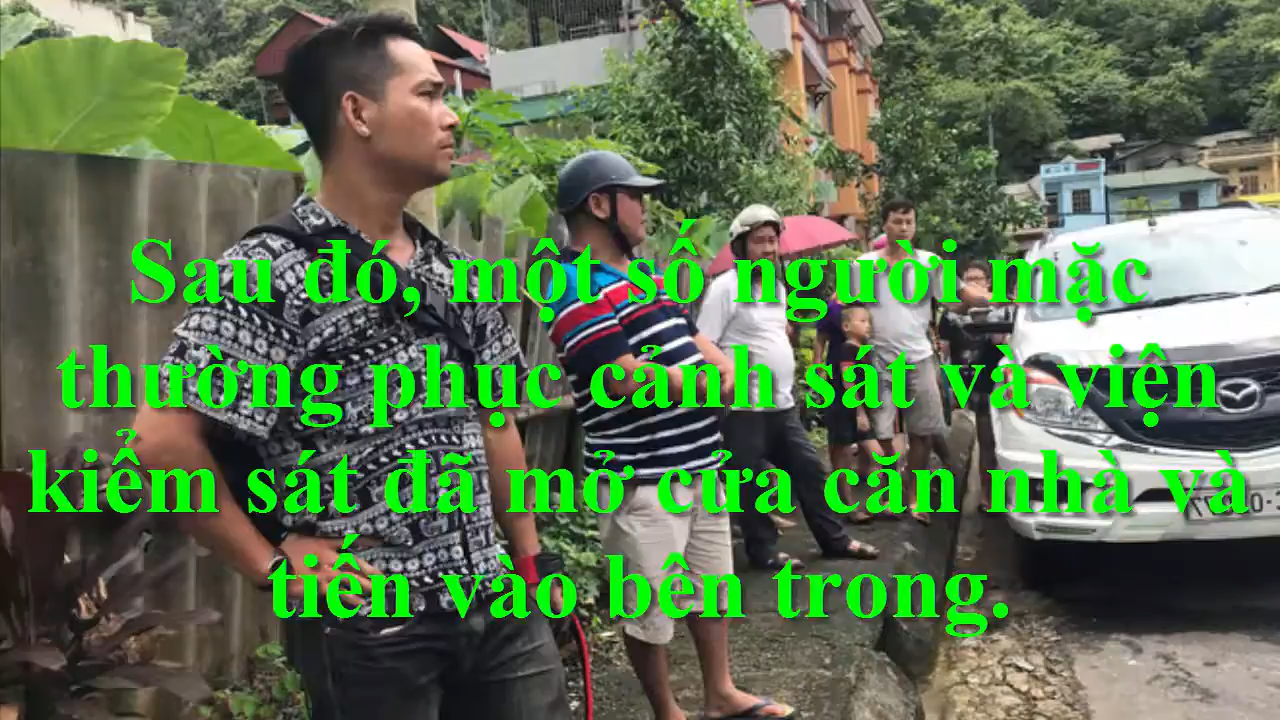 Sau đó, một số người mặc
thường phục cảnh sát và viện
kiểm sát đã mở cửa căn nhà và
tiến vào bên trong.